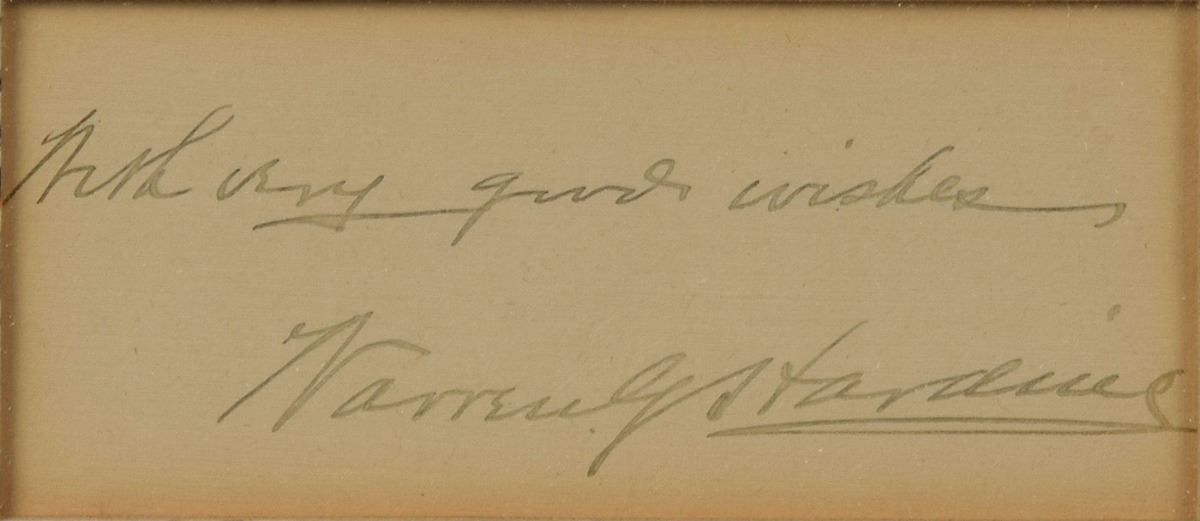 With very good wishes,
Warren G Harding